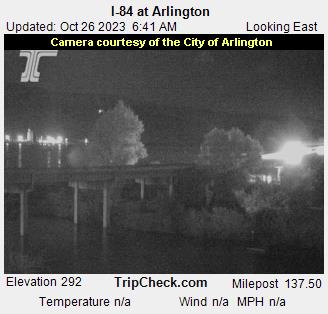 I-84 at Arlington
Updated: Oct 26 2023 6:41 AM Looking East
Camera courtesy of the City of Arlington
Elevation 292 TripCheck.com Milepost 137.50
Temperature n/a Wind n/a MPH n/a